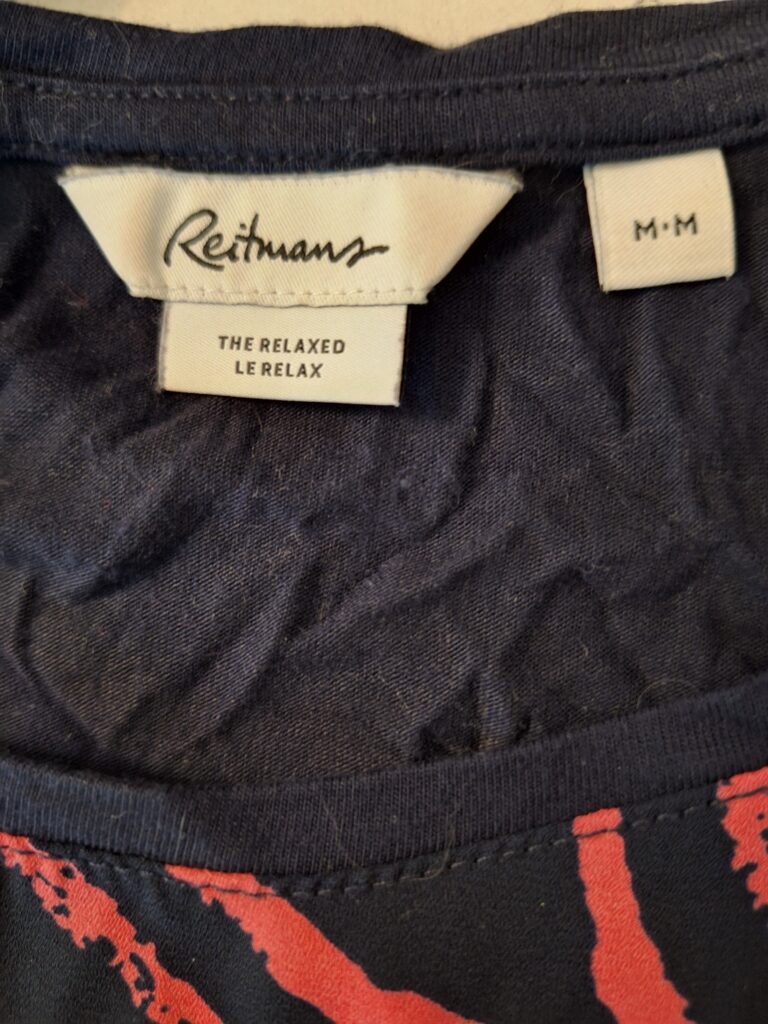 Reitmans
M·M
THE RELAXED
LE RELAX